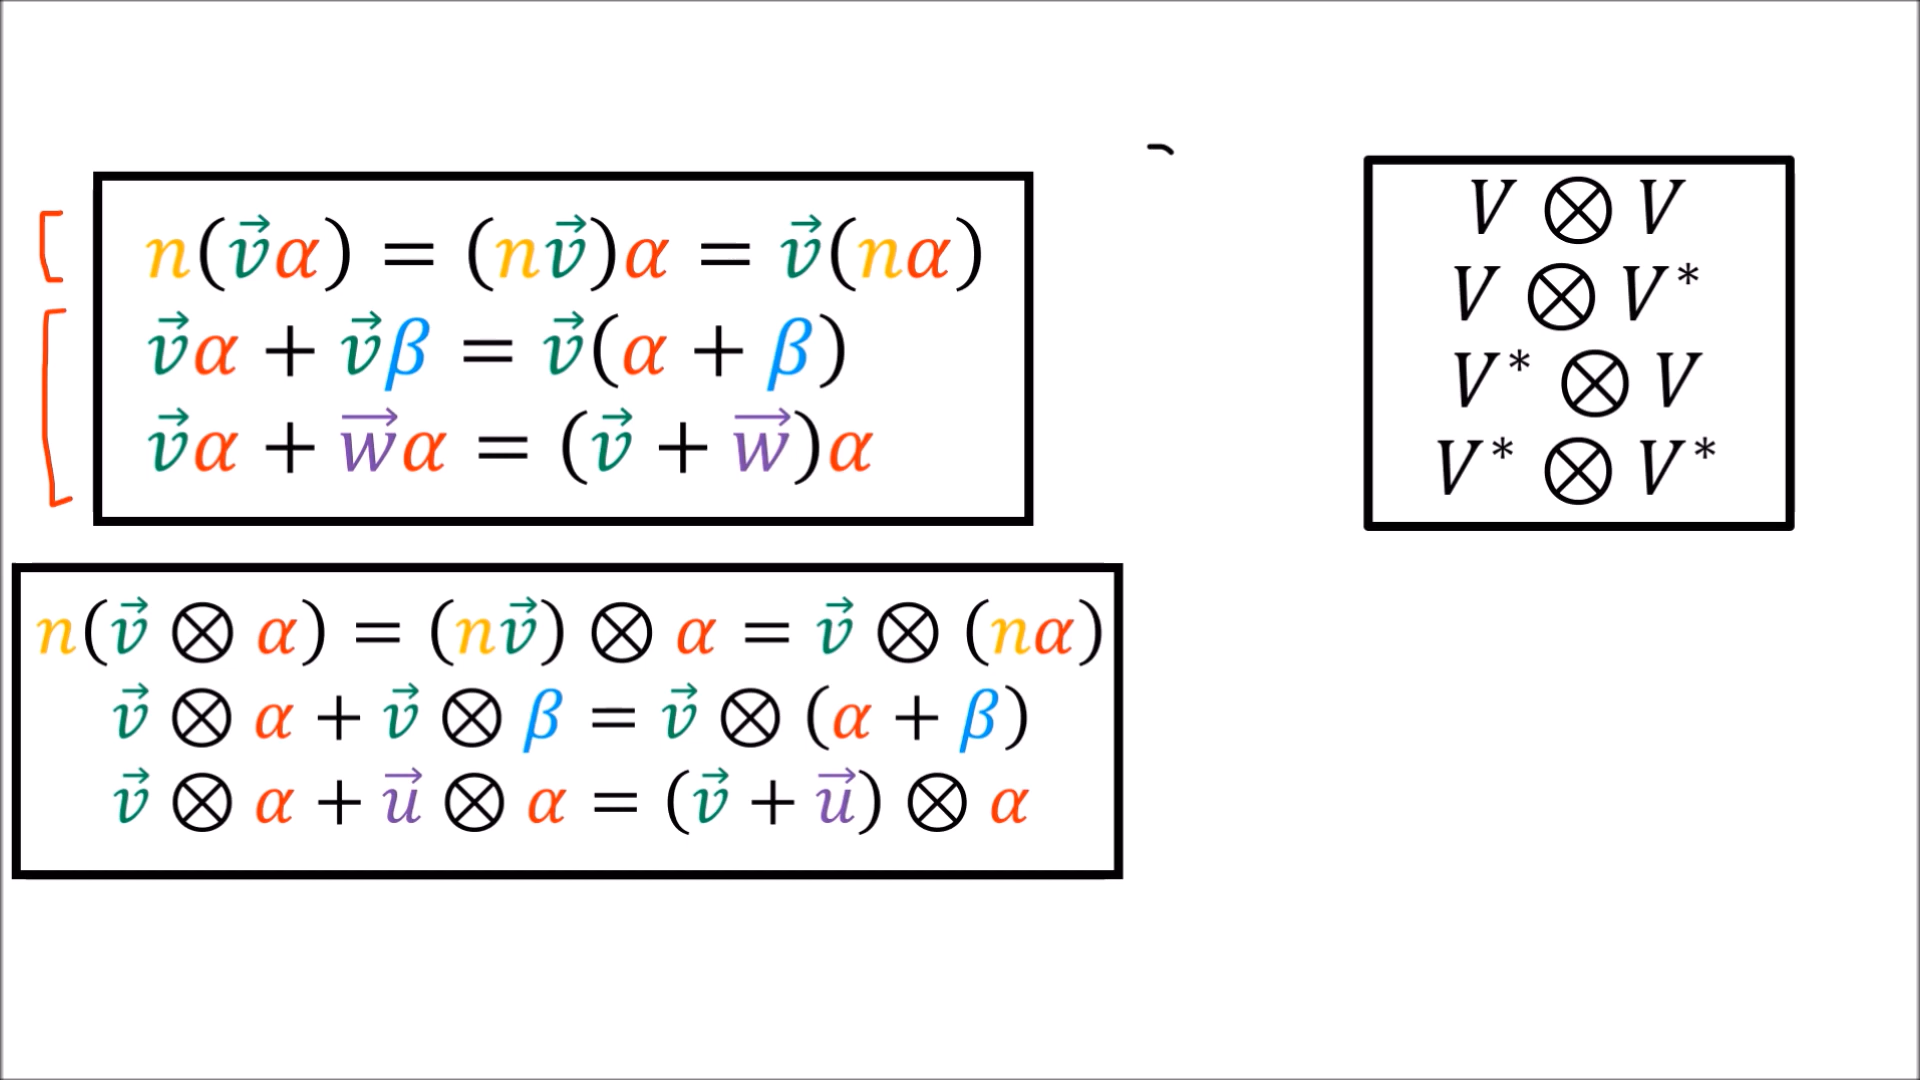 n(v⃗α) = (nv⃗)α = v⃗(nα)
v⃗α + v⃗β = v⃗(α + β)
v⃗α + w⃗α = (v⃗ + w⃗)α
n(v⃗ ⊗ α) = (nv⃗) ⊗ α = v⃗ ⊗ (nα)
v⃗ ⊗ α + v⃗ ⊗ β = v⃗ ⊗ (α + β)
v⃗ ⊗ α + u⃗ ⊗ α = (v⃗ + u⃗) ⊗ α
V ⊗ V
V ⊗ V*
V* ⊗ V
V* ⊗ V*